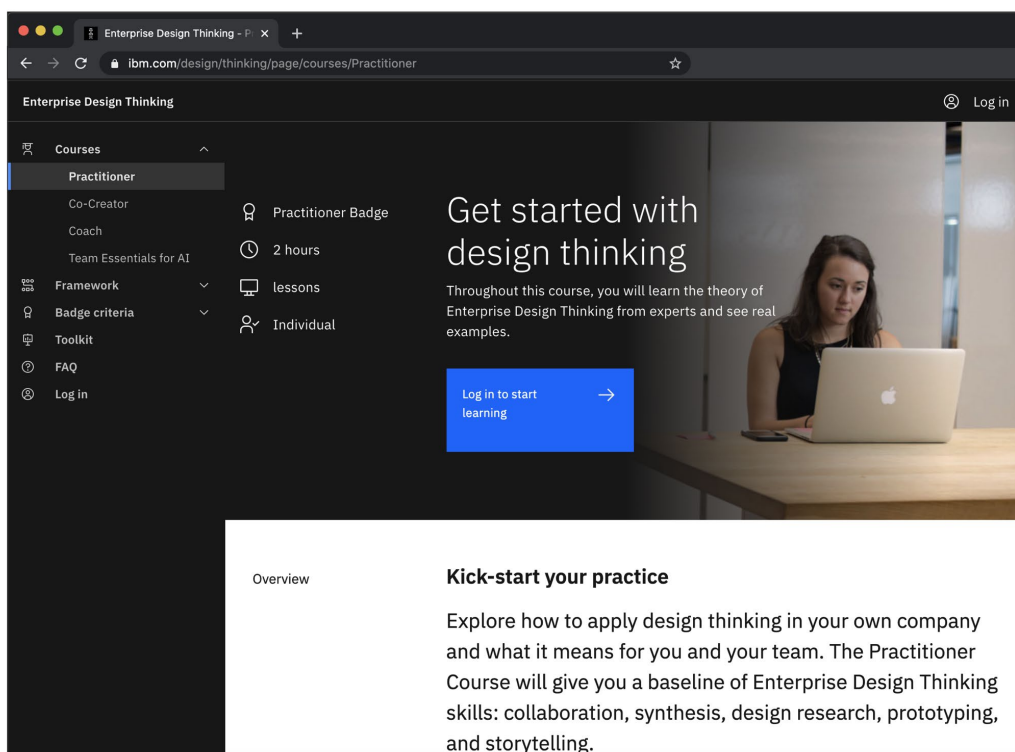 Enterprise Design Thinking - P
ibm.com/design/thinking/page/courses/Practitioner
Enterprise Design Thinking
Log in
Courses
Practitioner
Co-Creator
Coach
Team Essentials for AI
Framework
Badge criteria
Toolkit
FAQ
Log in
Practitioner Badge
2 hours
lessons
Individual
Get started with
design thinking
Throughout this course, you will learn the theory of
Enterprise Design Thinking from experts and see real
examples.
Log in to start
learning
Overview
Kick-start your practice
Explore how to apply design thinking in your own company
and what it means for you and your team. The Practitioner
Course will give you a baseline of Enterprise Design Thinking
skills: collaboration, synthesis, design research, prototyping,
and storytelling.